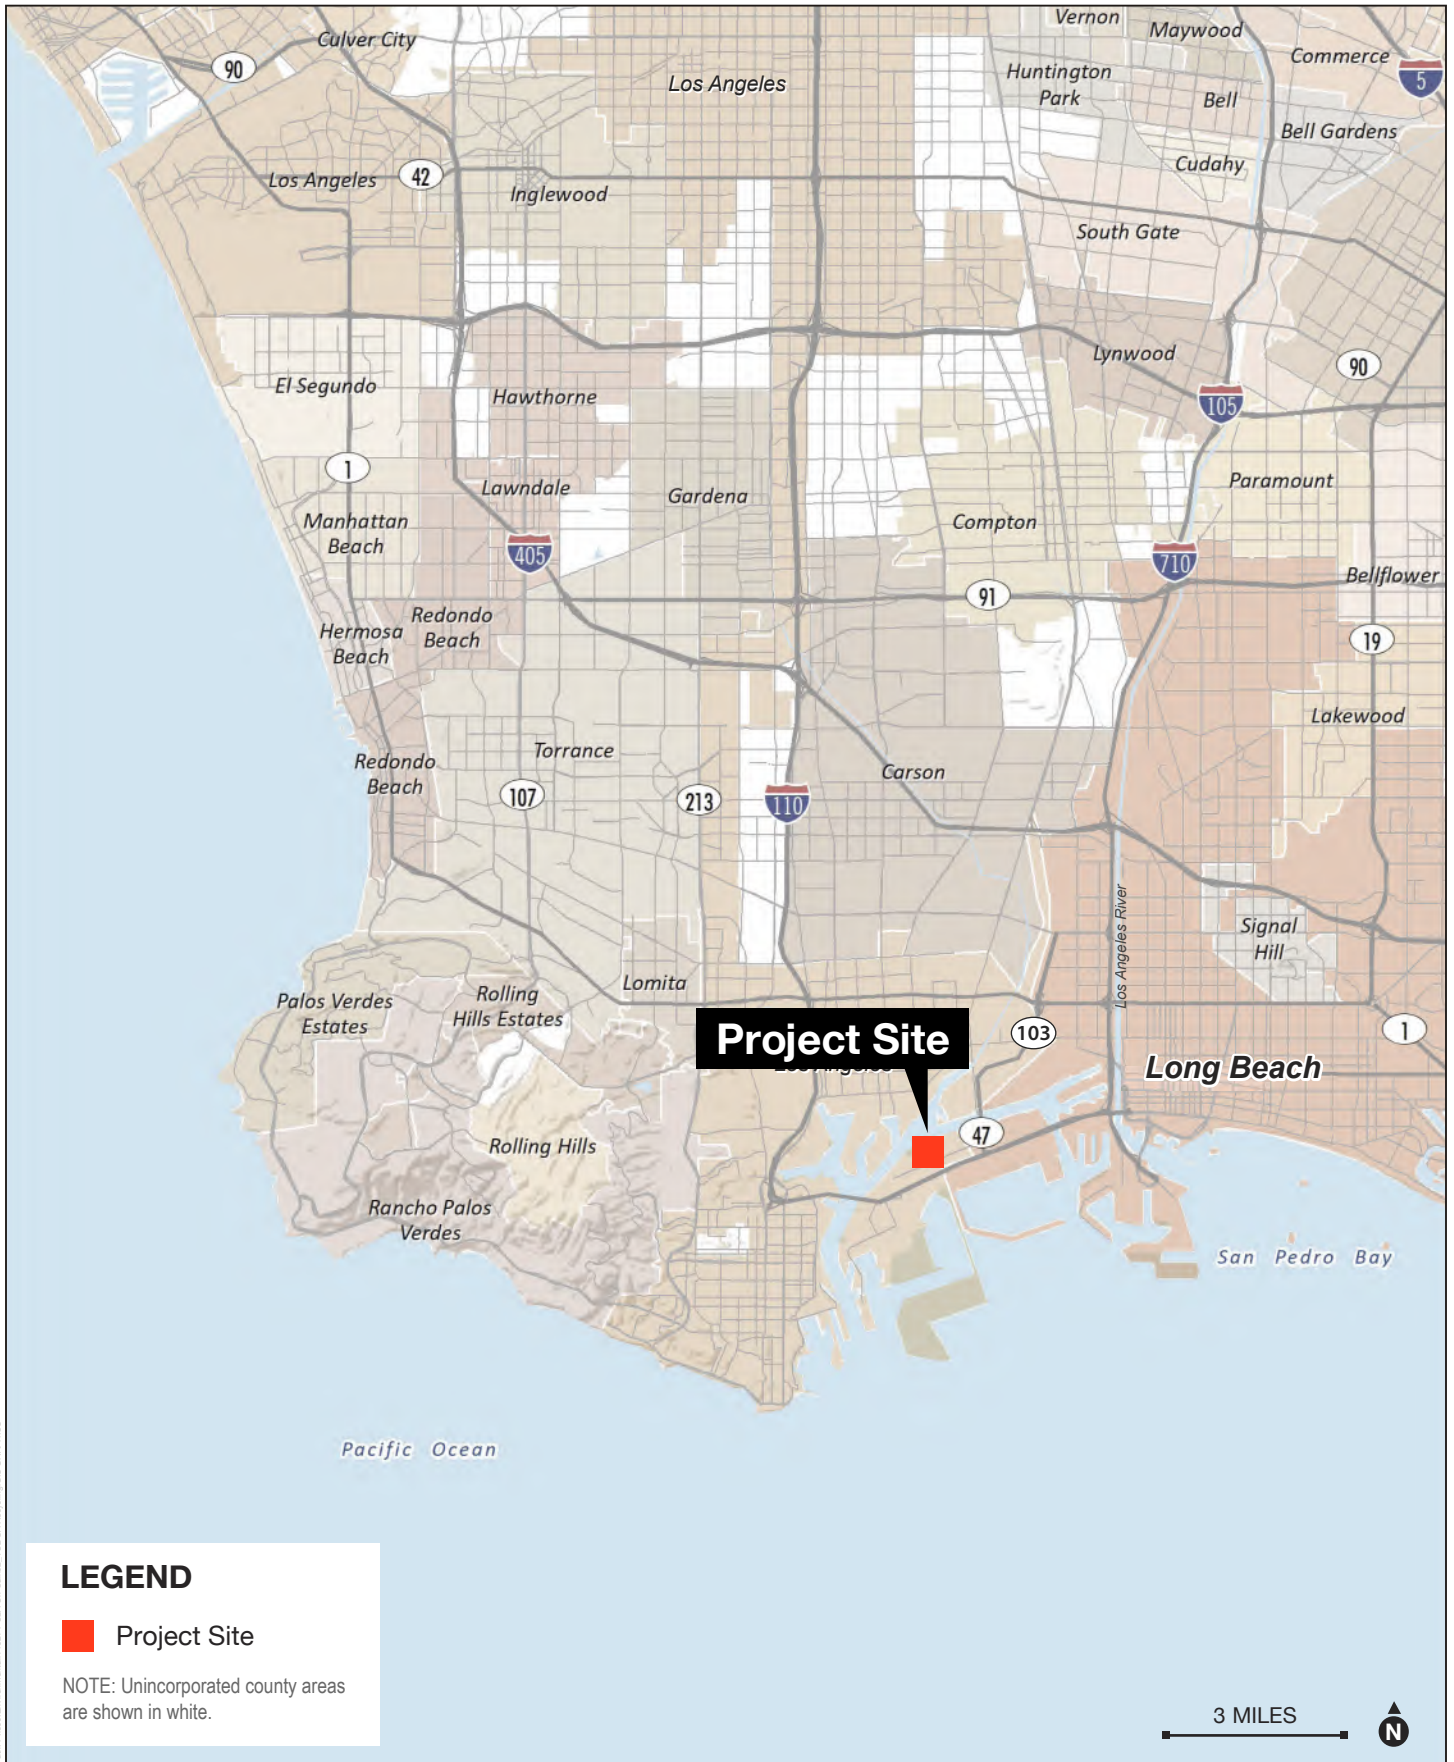 Vernon
Culver City
Maywood
Commerce
90
Los Angeles
Huntington
Park
5
Bell
Bell Gardens
Cudahy
Los Angeles
42
Inglewood
South Gate
Lynwood
90
El Segundo
Hawthorne
105
1
Lawndale
Gardena
Paramount
Manhattan
Beach
Compton
405
710
Bellflower
91
Redondo
Beach
Hermosa
Beach
19
Lakewood
Torrance
Redondo
Beach
Carson
107
213
110
Los Angeles River
Signal
Hill
Lomita
Palos Verdes
Estates
Rolling
Hills Estates
Project Site
103
1
Los Angeles
Long Beach
47
Rolling Hills
Rancho Palos
Verdes
San Pedro Bay
Pacific Ocean
LEGEND
Project Site
NOTE: Unincorporated county areas
are shown in white.
3 MILES
N